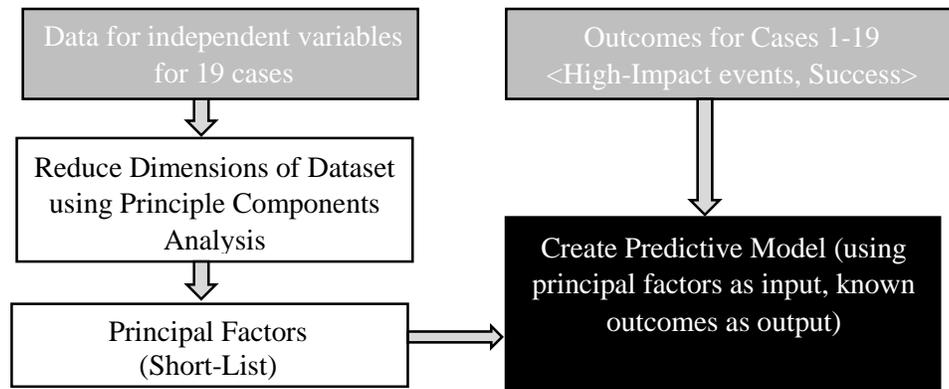 Data for independent variables
for 19 cases
Outcomes for Cases 1-19
<High-Impact events, Success>
Reduce Dimensions of Dataset
using Principle Components
Analysis
Create Predictive Model (using
principal factors as input, known
outcomes as output)
Principal Factors
(Short-List)